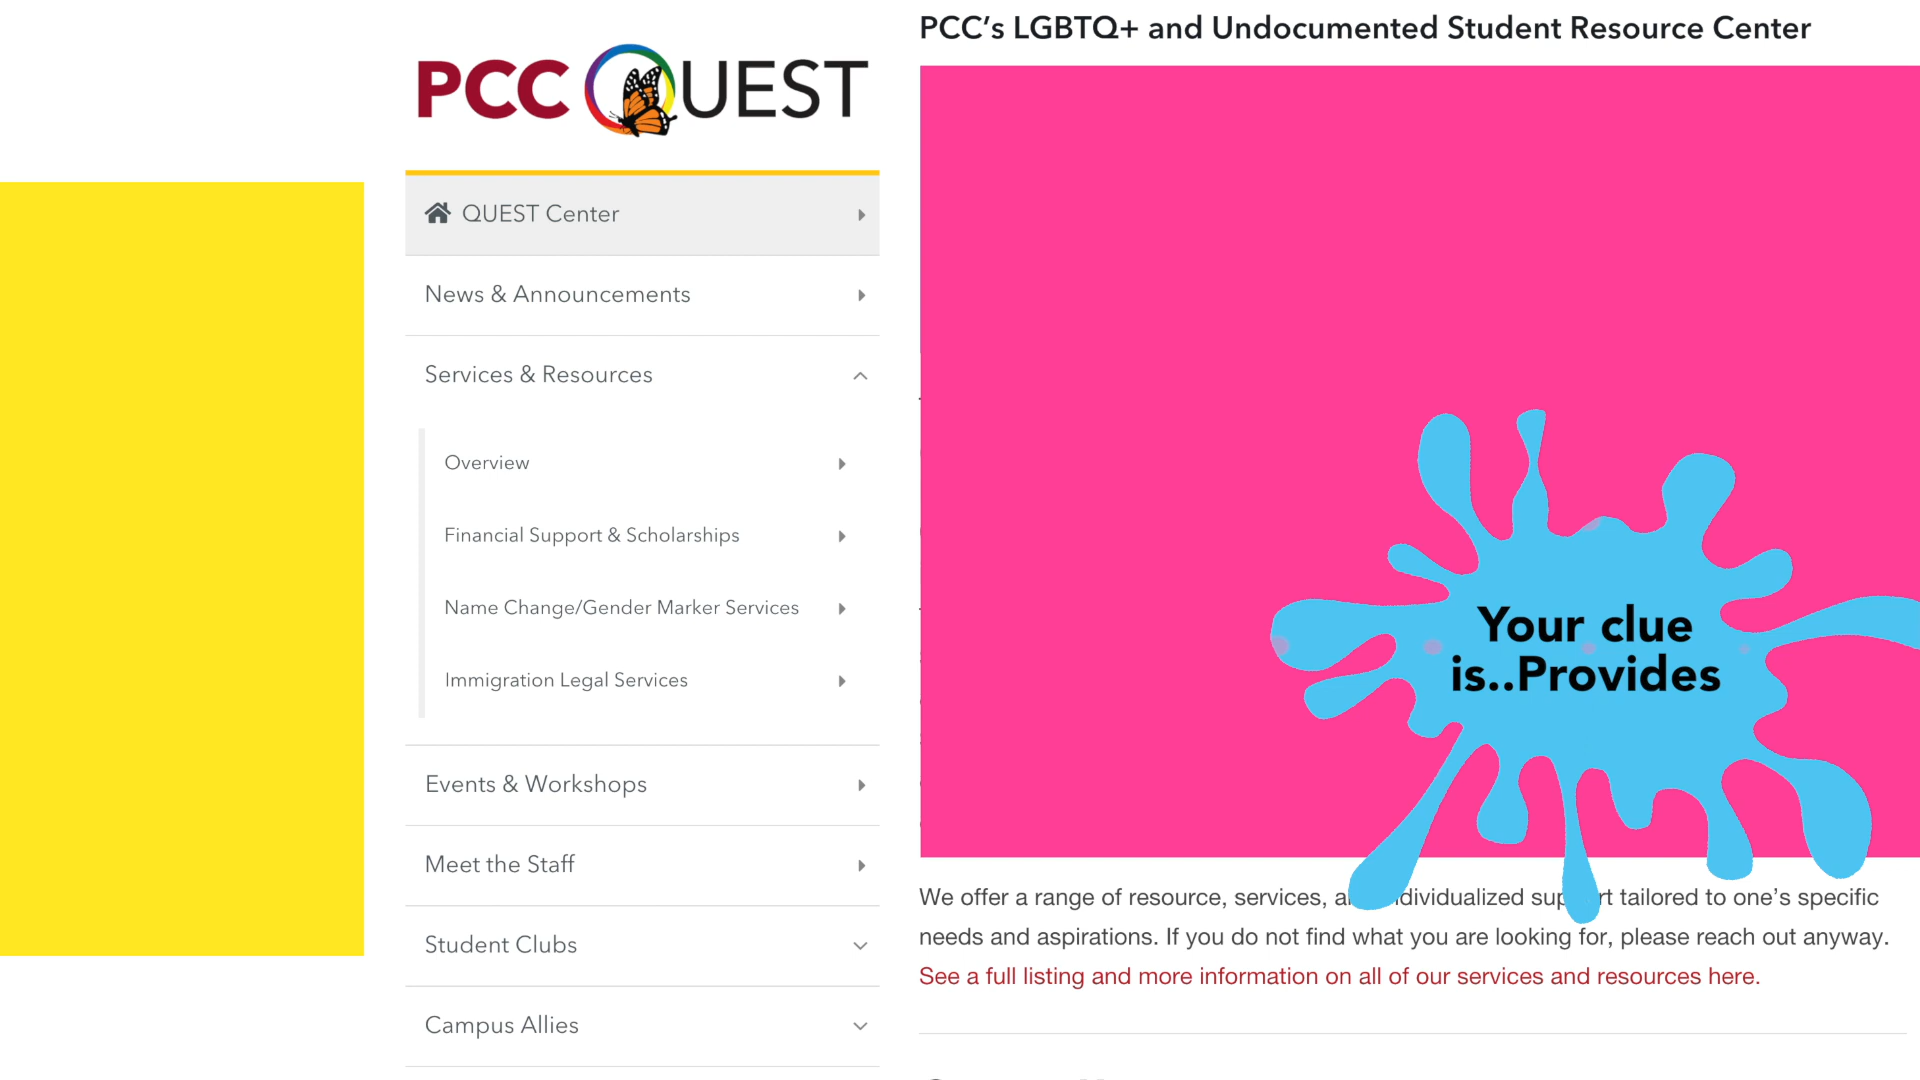 PCC QUEST
QUEST Center
News & Announcements
Services & Resources
Overview
Financial Support & Scholarships
Name Change/Gender Marker Services
Immigration Legal Services
Events & Workshops
Meet the Staff
Student Clubs
Campus Allies
PCC’s LGBTQ+ and Undocumented Student Resource Center
Your clue
is..Provides
We offer a range of resource, services, tailored to one’s specific
needs and aspirations. If you do not find what you are looking for, please reach out anyway.
See a full listing and more information on all of our services and resources here.